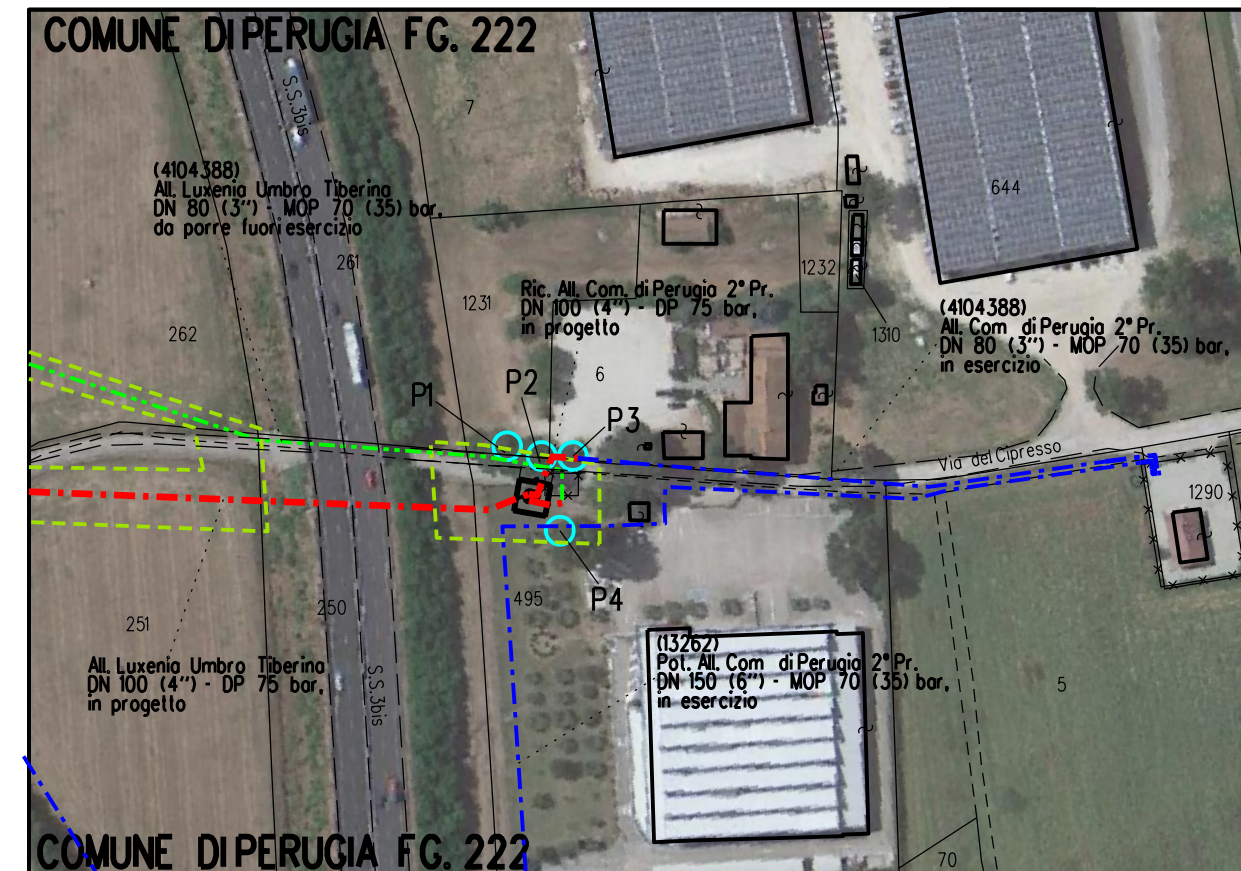 COMUNE DI PERUGIA FG. 222
S.S.3bis
7
(4104388)
All. Luxenia Umbro Tiberina
DN 80 (3") - MOP 70 (35) bar,
da porre fuori esercizio
644
261
1232
1231
Ric. All. Com. di Perugia 2° Pr.
DN 100 (4") - DP 75 bar,
in progetto
(4104388)
All. Com di Perugia 2° Pr.
DN 80 (3") - MOP 70 (35) bar,
in esercizio
262
1310
6
P1
P2
P3
Via del Cipresso
1290
P4
495
250
251
(13262)
Pot. All. Com di Perugia 2° Pr.
DN 150 (6") - MOP 70 (35) bar,
in esercizio
All. Luxenia Umbro Tiberina
DN 100 (4") - DP 75 bar,
in progetto
S.S.3bis
5
COMUNE DI PERUGIA FG. 222
70